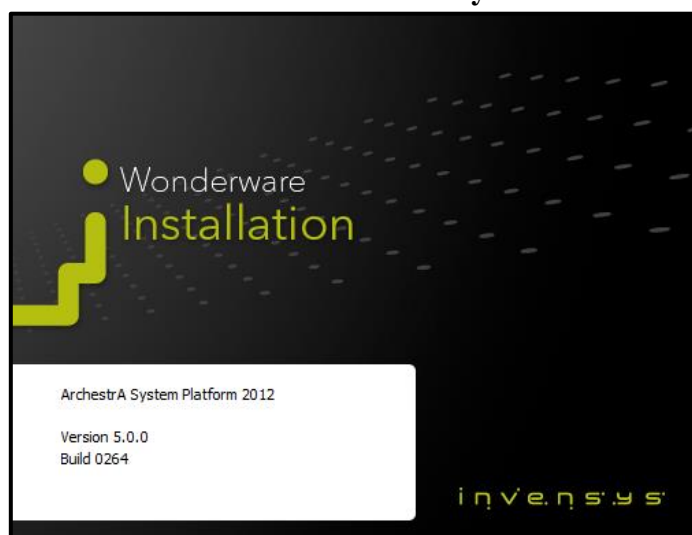 Wonderware
Installation
ArchestrA System Platform 2012
Version 5.0.0
Build 0264
invensys